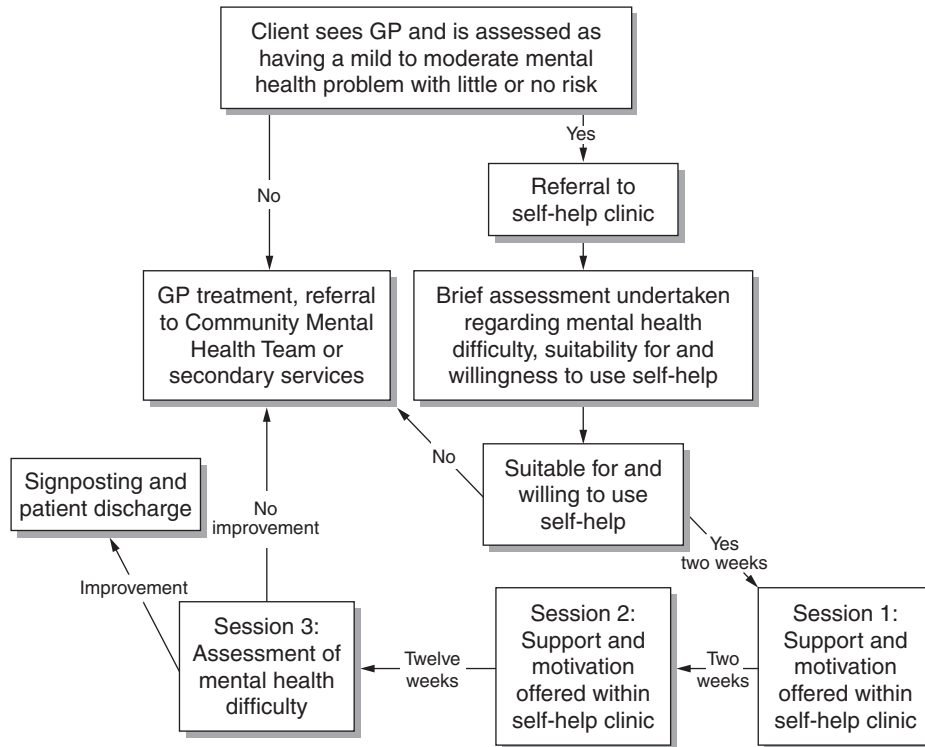 Client sees GP and is assessed as
having a mild to moderate mental
health problem with little or no risk
Yes
No
Referral to
self-help clinic
GP treatment, referral
to Community Mental
Health Team or
secondary services
Brief assessment undertaken
regarding mental health
difficulty, suitability for and
willingness to use self-help
No
Suitable for and
willing to use
self-help
Signposting and
patient discharge
No
improvement
Yes
two weeks
Improvement
Session 3:
Assessment of
mental health
difficulty
Twelve
weeks
Session 2:
Support and
motivation
offered within
self-help clinic
Two
weeks
Session 1:
Support and
motivation
offered within
self-help clinic